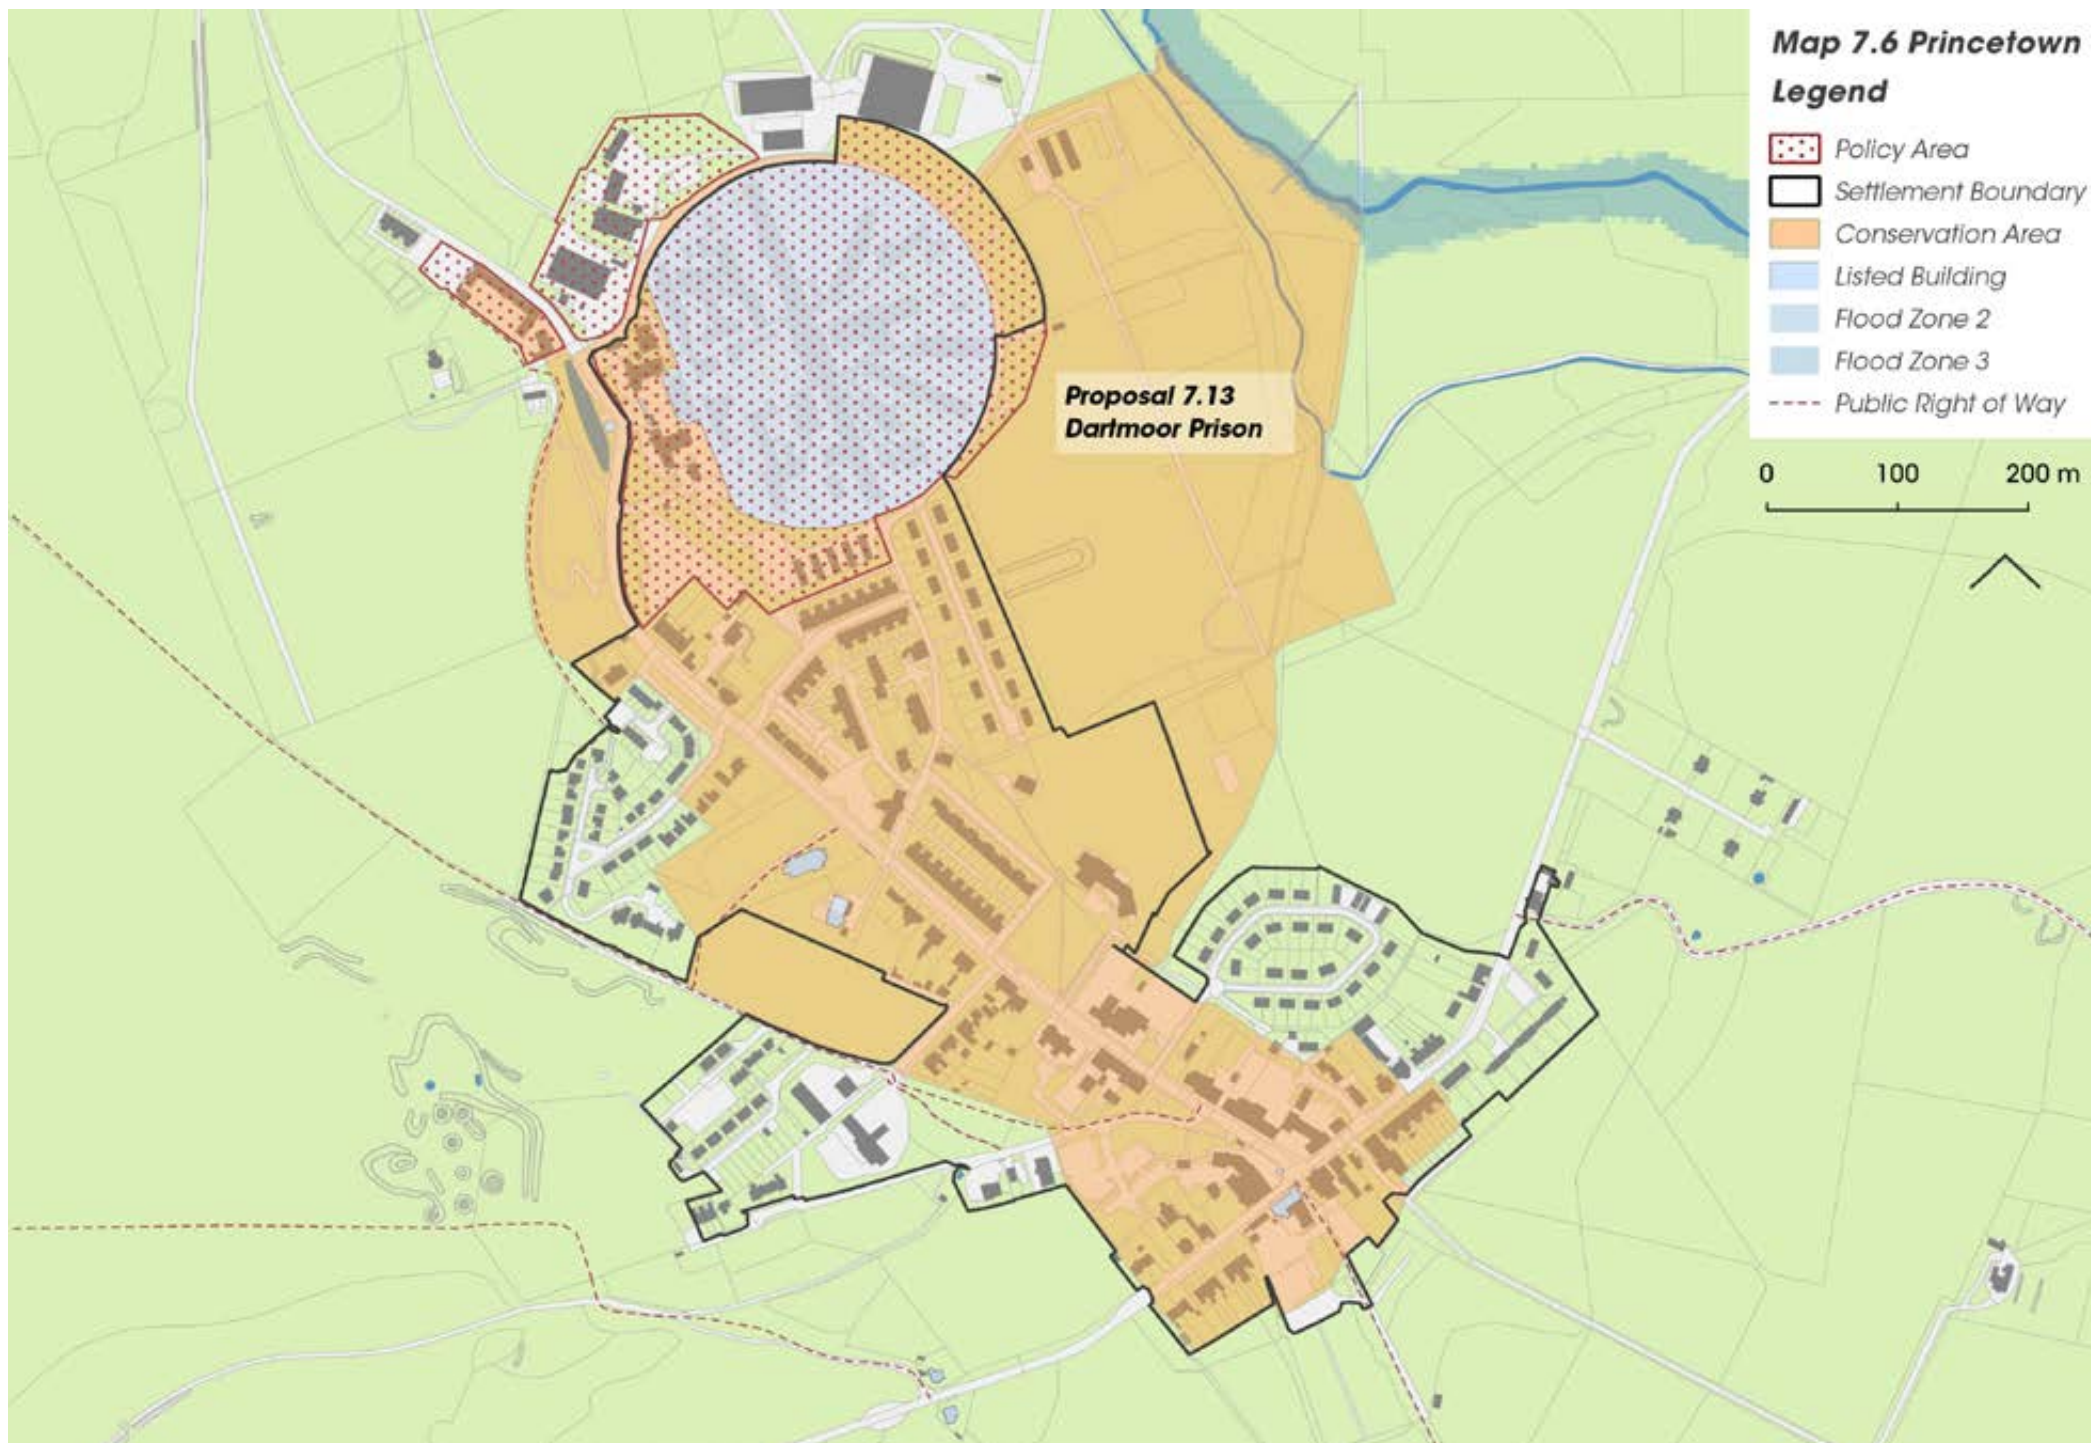 Map 7.6 Princetown
Legend
Policy Area
Settlement Boundary
Conservation Area
Listed Building
Flood Zone 2
Flood Zone 3
Public Right of Way
0 100 200 m
Proposal 7.13
Dartmoor Prison